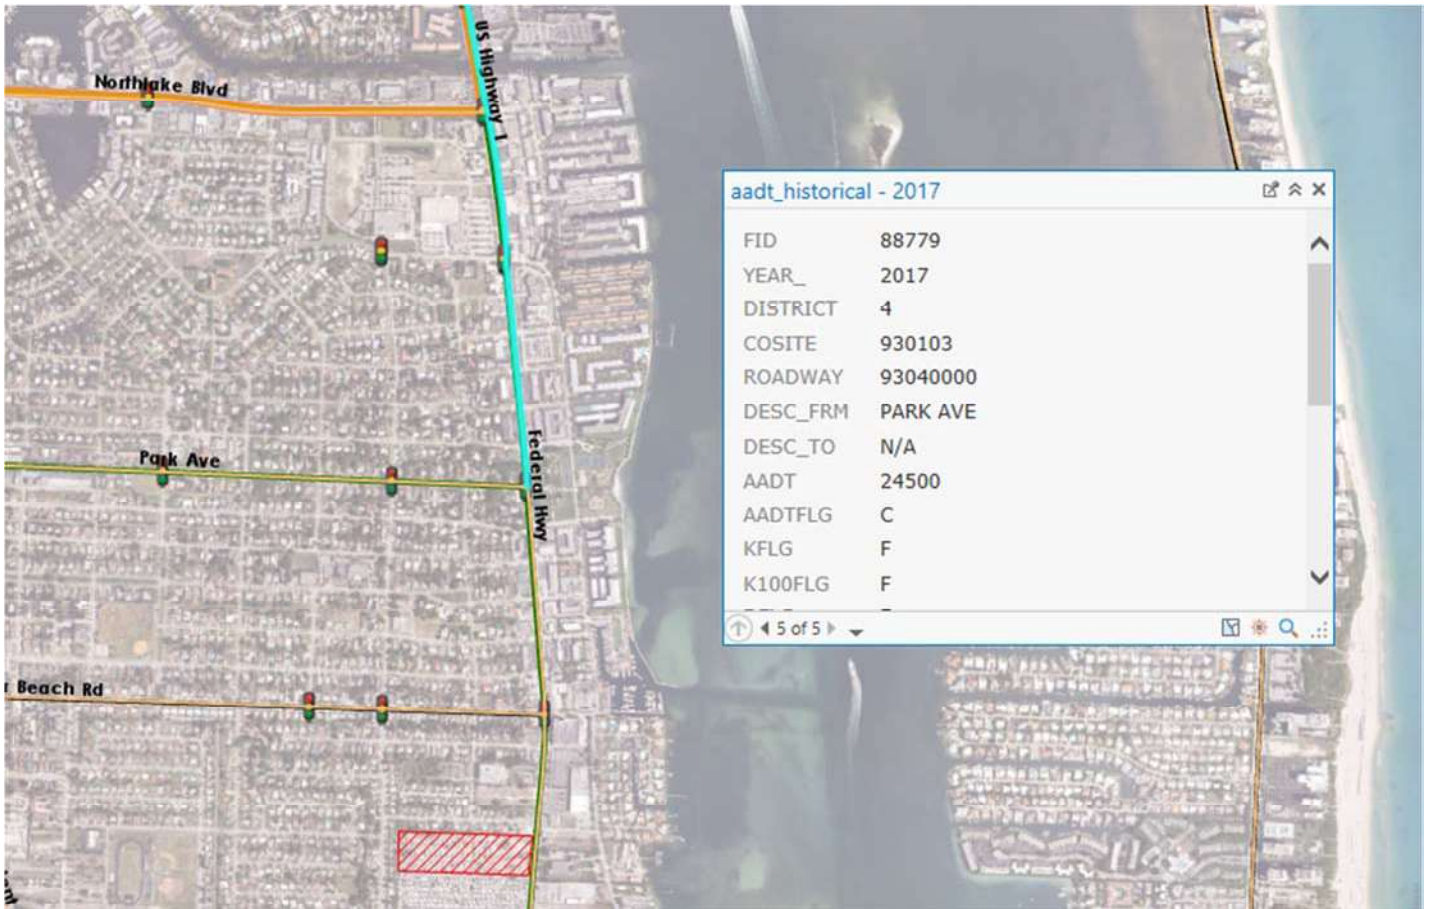 Northlake Blvd
US Highway 1
aadt_historical - 2017
FID 88779
YEAR_ 2017
DISTRICT 4
COSITE 930103
ROADWAY 93040000
DESC_FRM PARK AVE
DESC_TO N/A
AADT 24500
AADTFLG C
KFLG F
K100FLG F
5 of 5
Park Ave
Federal Hwy
r Beach Rd